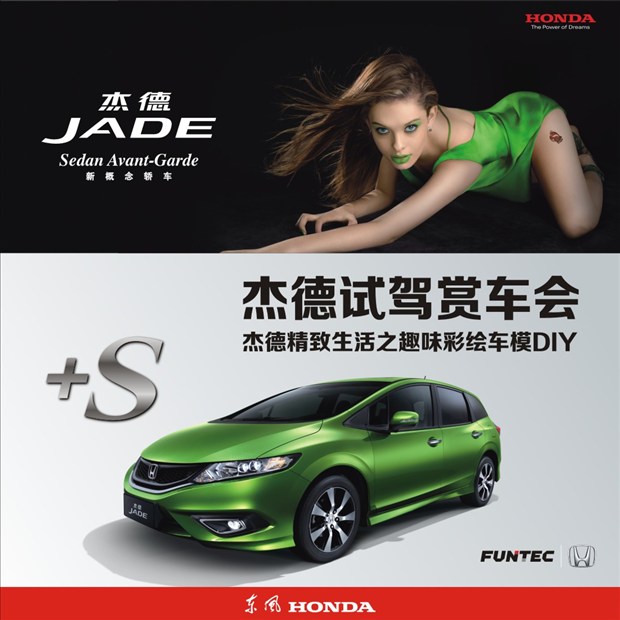 HONDA
The Power of Dreams
杰德
JADE
Sedan Avant-Garde
新概念轿车
杰德试驾赏车会
杰德精致生活之趣味彩绘车模DIY
+S
杰德
JADE
FUNTEC
东风 HONDA